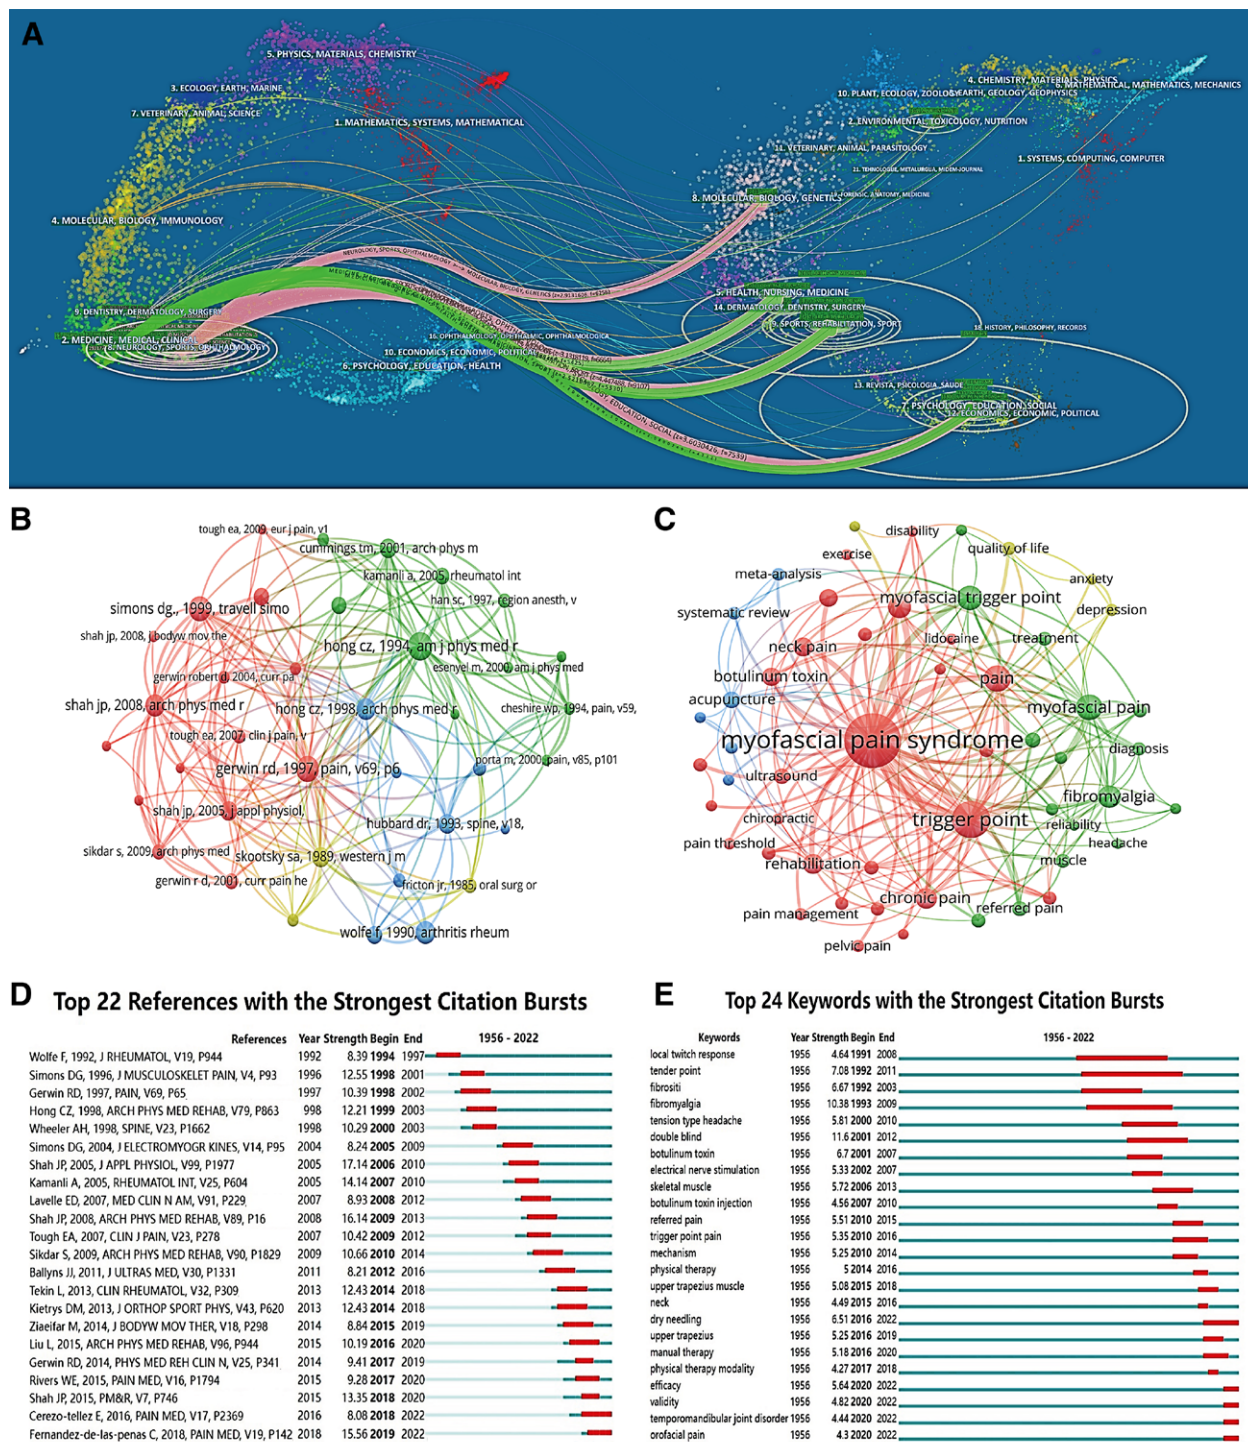 A
5. PHYSICS, MATERIALS, CHEMISTRY
3. ECOLOGY, EARTH, MARINE
7. VETERINARY, ANIMAL, SCIENCE
1. MATHEMATICS, SYSTEMS, MATHEMATICAL
4. MOLECULAR, BIOLOGY, IMMUNOLOGY
9. DENTISTRY, DERMATOLOGY, SURGERY
2. MEDICINE, MEDICAL, CLINICAL
NEUROLOGY, SPORTS, OPHTHALMOLOGY
10. ECONOMICS, ECONOMIC, POLITICAL
6. PSYCHOLOGY, EDUCATION, HEALTH
4. CHEMISTRY, MATERIALS, PHYSICS
6. MATHEMATICAL, MATHEMATICS, MECHANICS
10. PLANT, ECOLOGY, ZOOLOGY
EARTH, GEOLOGY, GEOPHYSICS
2. ENVIRONMENTAL, TOXICOLOGY, NUTRITION
11. VETERINARY, ANIMAL, PARASITOLOGY
1. SYSTEMS, COMPUTING, COMPUTER
8. MOLECULAR, BIOLOGY, GENETICS
5. HEALTH, NURSING, MEDICINE
14. DERMATOLOGY, DENTISTRY, SURGERY
9. SPORTS, REHABILITATION, SPORT
18. HISTORY, PHILOSOPHY, RECORDS
13. REVISTA, PSICOLOGIA, SAUDE
PSYCHOLOGY, EDUCATION, SOCIAL
12. ECONOMICS, ECONOMIC, POLITICAL
B
tough ea, 2009, eur j pain, v1
cummings tm, 2001, arch phys m
kamanli a, 2005, rheumatol int
han sc, 1997, region anesth, v
simons dg., 1999, travell simo
shah jp, 2008, j bodyw mov the
hong cz, 1994, am j phys med r
esenyel m, 2000, am j phys med
gerwin robert d, 2004, curr pa
shah jp, 2008, arch phys med r
hong cz, 1998, arch phys med r
cheshire wp, 1994, pain, v59,
tough ea, 2007, clin j pain, v
gerwin rd, 1997, pain, v69, p6
porta m, 2000, pain, v85, p101
shah jp, 2005, j appl physiol,
hubbard dr, 1993, spine, v18,
sikdar s, 2009, arch phys med
skootsky sa, 1989, western j m
gerwin r d, 2001, curr pain he
fricton jr, 1985, oral surg or
wolfe f, 1990, arthritis rheum
C
disability
exercise
quality of life
meta-analysis
anxiety
myofascial trigger point
systematic review
depression
lidocaine
treatment
neck pain
botulinum toxin
pain
acupuncture
myofascial pain
myofascial pain syndrome
diagnosis
ultrasound
fibromyalgia
chiropractic
trigger point
reliability
pain threshold
headache
rehabilitation
muscle
chronic pain
pain management
referred pain
pelvic pain
D
Top 22 References with the Strongest Citation Bursts
References Year Strength Begin End 1956 - 2022
Wolfe F, 1992, J RHEUMATOL, V19, P944 1992 8.39 1994 1997
Simons DG, 1996, J MUSCULOSKELET PAIN, V4, P93 1996 12.55 1998 2001
Gerwin RD, 1997, PAIN, V69, P65 1997 10.39 1998 2002
Hong CZ, 1998, ARCH PHYS MED REHAB, V79, P863 998 12.21 1999 2003
Wheeler AH, 1998, SPINE, V23, P1662 1998 10.29 2000 2003
Simons DG, 2004, J ELECTROMYOGR KINES, V14, P95 2004 8.24 2005 2009
Shah JP, 2005, J APPL PHYSIOL, V99, P1977 2005 17.14 2006 2010
Kamanli A, 2005, RHEUMATOL INT, V25, P604 2005 14.14 2007 2010
Lavelle ED, 2007, MED CLIN N AM, V91, P229 2007 8.93 2008 2012
Shah JP, 2008, ARCH PHYS MED REHAB, V89, P16 2008 16.14 2009 2013
Tough EA, 2007, CLIN J PAIN, V23, P278 2007 10.42 2009 2012
Sikdar S, 2009, ARCH PHYS MED REHAB, V90, P1829 2009 10.66 2010 2014
Ballyns JJ, 2011, J ULTRAS MED, V30, P1331 2011 8.21 2012 2016
Tekin L, 2013, CLIN RHEUMATOL, V32, P309 2013 12.43 2014 2018
Kietrys DM, 2013, J ORTHOP SPORT PHYS, V43, P620 2013 12.43 2014 2018
Ziaeifar M, 2014, J BODYW MOV THER, V18, P298 2014 8.84 2015 2019
Liu L, 2015, ARCH PHYS MED REHAB, V96, P944 2015 10.19 2016 2020
Gerwin RD, 2014, PHYS MED REH CLIN N, V25, P341 2014 9.41 2017 2019
Rivers WE, 2015, PAIN MED, V16, P1794 2015 9.28 2017 2020
Shah JP, 2015, PM&R, V7, P746 2015 13.35 2018 2020
Cerezo-tellez E, 2016, PAIN MED, V17, P2369 2016 8.08 2018 2022
Fernandez-de-las-penas C, 2018, PAIN MED, V19, P142 2018 15.56 2019 2022
E
Top 24 Keywords with the Strongest Citation Bursts
Keywords Year Strength Begin End 1956 - 2022
local twitch response 1956 4.64 1991 2008
tender point 1956 7.08 1992 2011
fibrositi 1956 6.67 1992 2003
fibromyalgia 1956 10.38 1993 2009
tension type headache 1956 5.81 2000 2010
double blind 1956 11.6 2001 2012
botulinum toxin 1956 6.7 2001 2007
electrical nerve stimulation 1956 5.33 2002 2007
skeletal muscle 1956 5.72 2006 2013
botulinum toxin injection 1956 4.56 2007 2010
referred pain 1956 5.51 2010 2015
trigger point pain 1956 5.35 2010 2016
mechanism 1956 5.25 2010 2014
physical therapy 1956 5 2014 2016
upper trapezius muscle 1956 5.08 2015 2018
neck 1956 4.49 2015 2016
dry needling 1956 6.51 2016 2022
upper trapezius 1956 5.25 2016 2019
manual therapy 1956 5.18 2016 2020
physical therapy modality 1956 4.27 2017 2018
efficacy 1956 5.64 2020 2022
validity 1956 4.82 2020 2022
temporomandibular joint disorder 1956 4.44 2020 2022
orofacial pain 1956 4.3 2020 2022